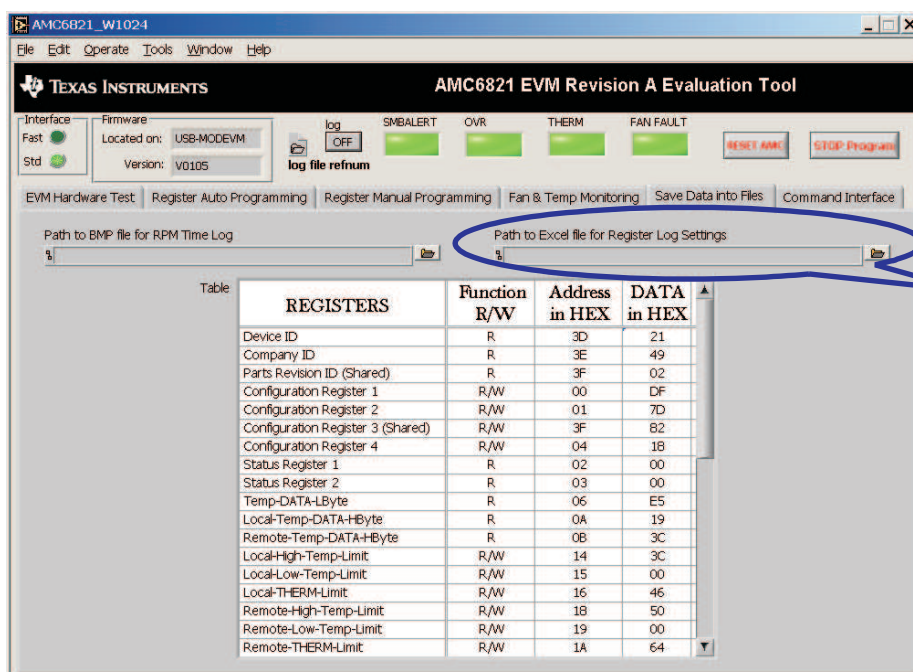 AMC6821_W1024
File Edit Operate Tools Window Help
TEXAS INSTRUMENTS
AMC6821 EVM Revision A Evaluation Tool
Interface
Fast
Std
Firmware
Located on: USB-MODEVM
Version: V0105
log
OFF
log file refnum
SMBALERT OVR THERM FAN FAULT
RESET AMC
STOP Program
EVM Hardware Test Register Auto Programming Register Manual Programming Fan & Temp Monitoring Save Data into Files Command Interface
Path to BMP file for RPM Time Log
Path to Excel file for Register Log Settings
Table
REGISTERS Function R/W Address in HEX DATA in HEX
Device ID R 3D 21
Company ID R 3E 49
Parts Revision ID (Shared) R 3F 02
Configuration Register 1 R/W 00 DF
Configuration Register 2 R/W 01 7D
Configuration Register 3 (Shared) R/W 3F 82
Configuration Register 4 R/W 04 18
Status Register 1 R 02 00
Status Register 2 R 03 00
Temp-DATA-LByte R 06 E5
Local-Temp-DATA-HByte R 0A 19
Remote-Temp-DATA-HByte R 0B 3C
Local-High-Temp-Limit R/W 14 3C
Local-Low-Temp-Limit R/W 15 00
Local-THERM-Limit R/W 16 46
Remote-High-Temp-Limit R/W 18 50
Remote-Low-Temp-Limit R/W 19 00
Remote-THERM-Limit R/W 1A 64